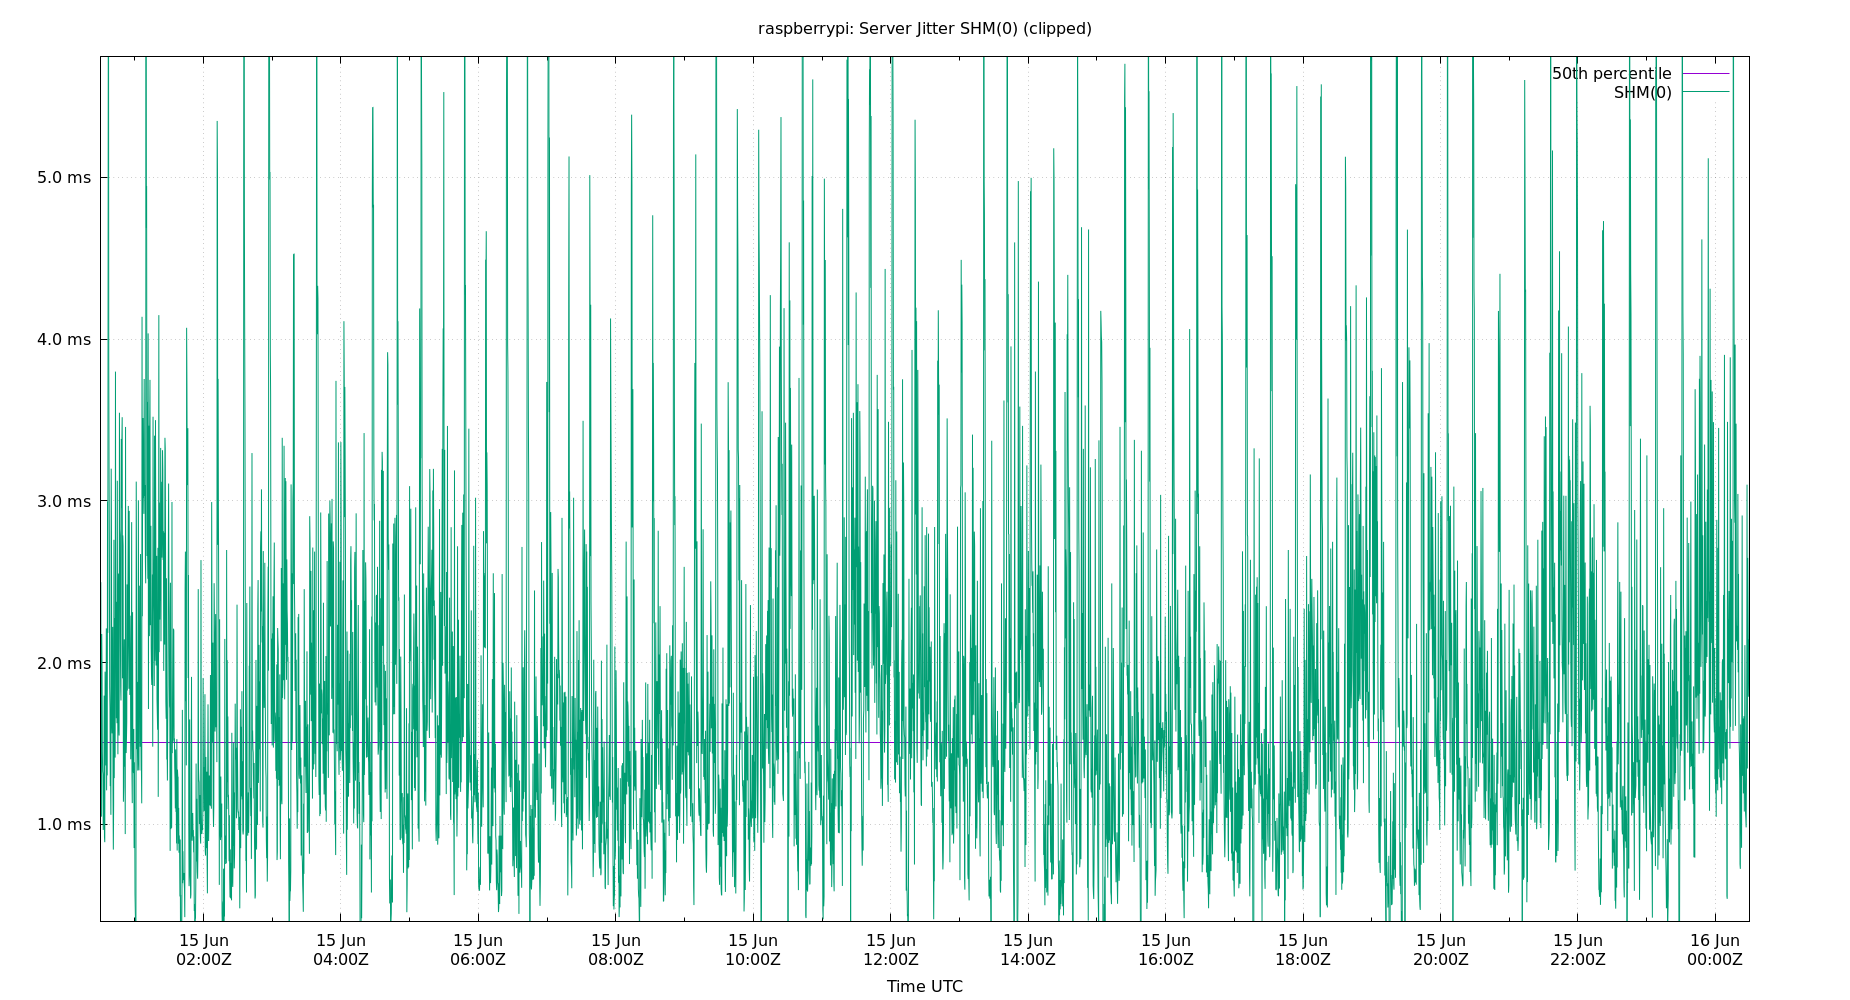 raspberrypi: Server Jitter SHM(0) (clipped)
50th percentile
SHM(0)
5.0 ms
4.0 ms
3.0 ms
2.0 ms
1.0 ms
15 Jun 15 Jun 15 Jun 15 Jun 15 Jun 15 Jun 15 Jun 15 Jun 15 Jun 15 Jun 15 Jun 16 Jun
02:00Z 04:00Z 06:00Z 08:00Z 10:00Z 12:00Z 14:00Z 16:00Z 18:00Z 20:00Z 22:00Z 00:00Z
Time UTC